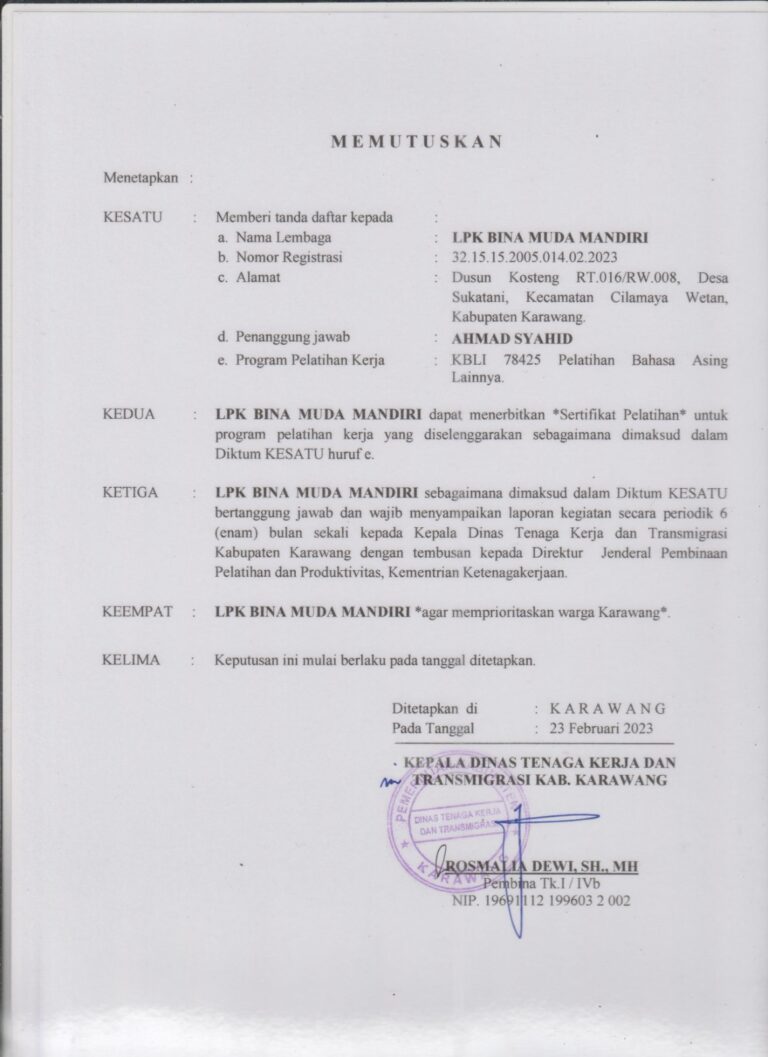 MEMUTUSKAN
Menetapkan :
KESATU : Memberi tanda daftar kepada :
a. Nama Lembaga : LPK BINA MUDA MANDIRI
b. Nomor Registrasi : 32.15.15.2005.014.02.2023
c. Alamat : Dusun Kosteng RT.016/RW.008, Desa
Sukatani, Kecamatan Cilamaya Wetan,
Kabupaten Karawang.
d. Penanggung jawab : AHMAD SYAHID
e. Program Pelatihan Kerja : KBLI 78425 Pelatihan Bahasa Asing
Lainnya.
KEDUA : LPK BINA MUDA MANDIRI dapat menerbitkan *Sertifikat Pelatihan* untuk
program pelatihan kerja yang diselenggarakan sebagaimana dimaksud dalam
Diktum KESATU huruf e.
KETIGA : LPK BINA MUDA MANDIRI sebagaimana dimaksud dalam Diktum KESATU
bertanggung jawab dan wajib menyampaikan laporan kegiatan secara periodik 6
(enam) bulan sekali kepada Kepala Dinas Tenaga Kerja dan Transmigrasi
Kabupaten Karawang dengan tembusan kepada Direktur Jenderal Pembinaan
Pelatihan dan Produktivitas, Kementrian Ketenagakerjaan.
KEEMPAT : LPK BINA MUDA MANDIRI *agar memprioritaskan warga Karawang*.
KELIMA : Keputusan ini mulai berlaku pada tanggal ditetapkan.
Ditetapkan di : KARAWANG
Pada Tanggal : 23 Februari 2023
KEPALA DINAS TENAGA KERJA DAN
TRANSMIGRASI KAB. KARAWANG
DINAS TENAGA KERJA
DAN TRANSMIGRASI
KARAWANG
ROSMALIA DEWI, SH., MH
Pembina Tk.I / IVb
NIP. 19691112 199603 2 002